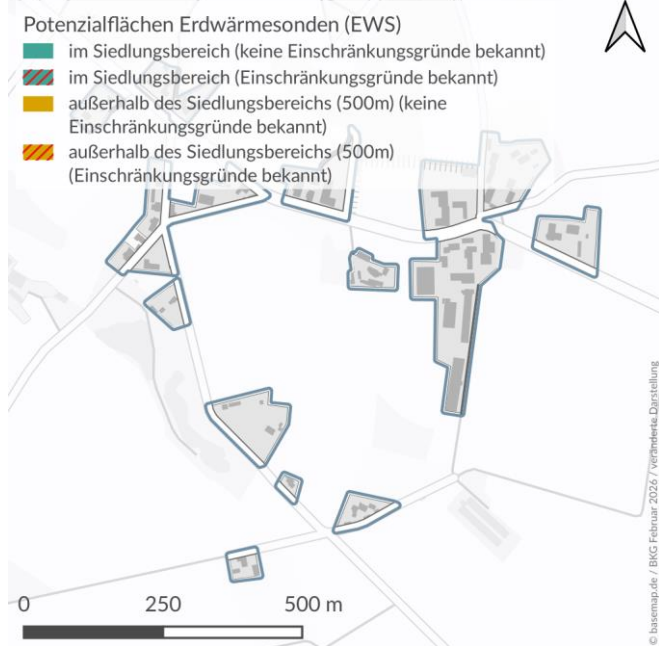 Potenzialflächen Erdwärmesonden (EWS)
im Siedlungsbereich (keine Einschränkungsgründe bekannt)
im Siedlungsbereich (Einschränkungsgründe bekannt)
außerhalb des Siedlungsbereichs (500m) (keine
Einschränkungsgründe bekannt)
außerhalb des Siedlungsbereichs (500m)
(Einschränkungsgründe bekannt)
0 250 500 m
© basemap.de / BKG Februar 2026 / veränderte Darstellung